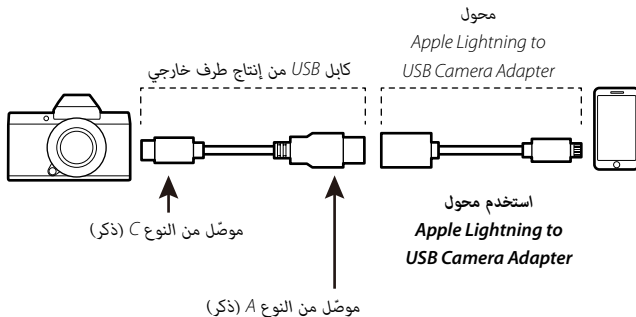 محول
Apple Lightning to
USB Camera Adapter
كابل USB من إنتاج طرف خارجي
استخدم محول
Apple Lightning to
USB Camera Adapter
موصّل من النوع C (ذكر)
موصّل من النوع A (ذكر)